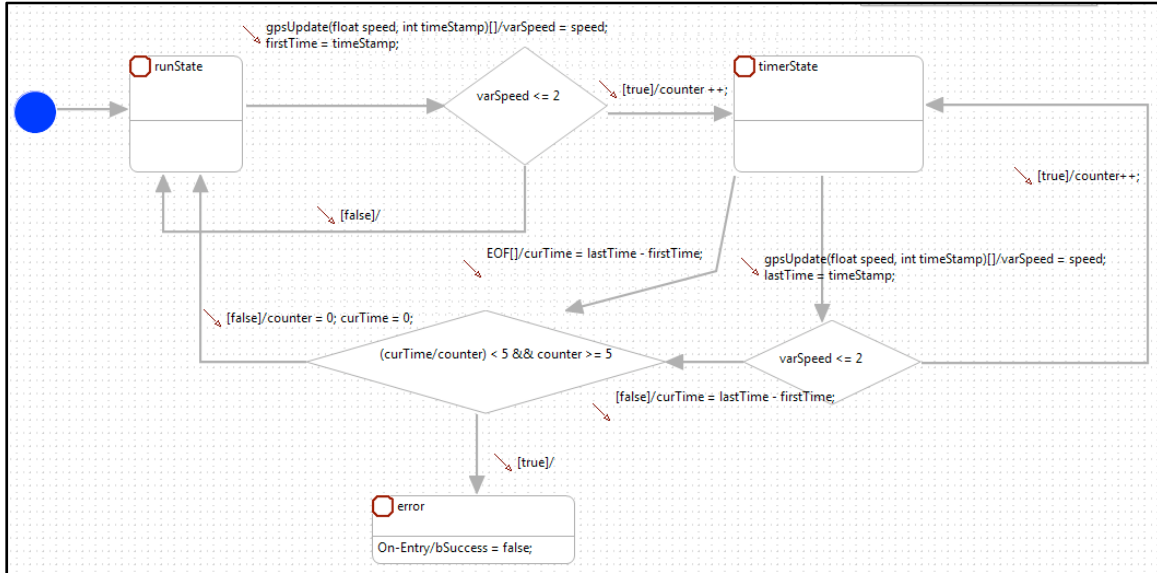 gpsUpdate(float speed, int timeStamp)[]/varSpeed = speed;
firstTime = timeStamp;
runState
timerState
varSpeed <= 2
[true]/counter ++;
[true]/counter++;
[false]/
EOF[]/curTime = lastTime - firstTime;
gpsUpdate(float speed, int timeStamp)[]/varSpeed = speed;
lastTime = timeStamp;
[false]/counter = 0; curTime = 0;
(curTime/counter) < 5 && counter >= 5
varSpeed <= 2
[false]/curTime = lastTime - firstTime;
[true]/
error
On-Entry/bSuccess = false;